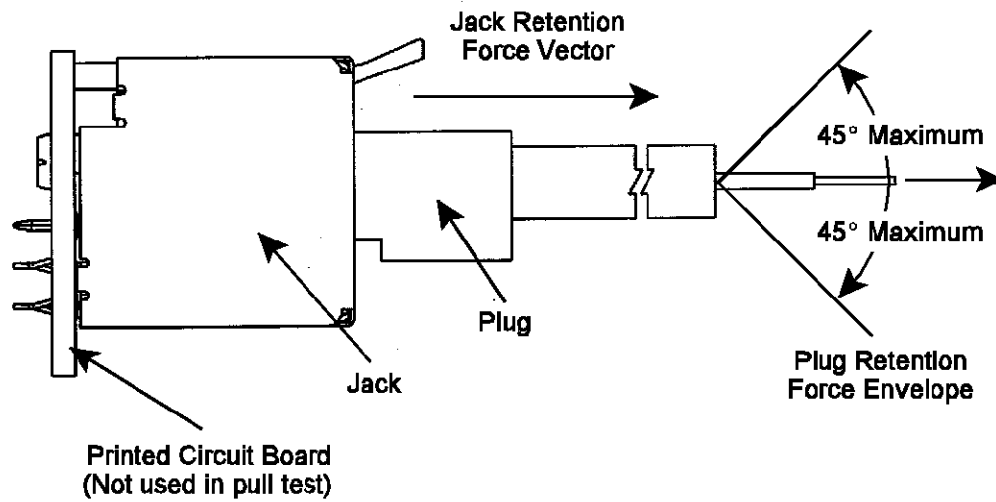 Jack Retention
Force Vector
45° Maximum
45° Maximum
Plug
Jack
Plug Retention
Force Envelope
Printed Circuit Board
(Not used in pull test)